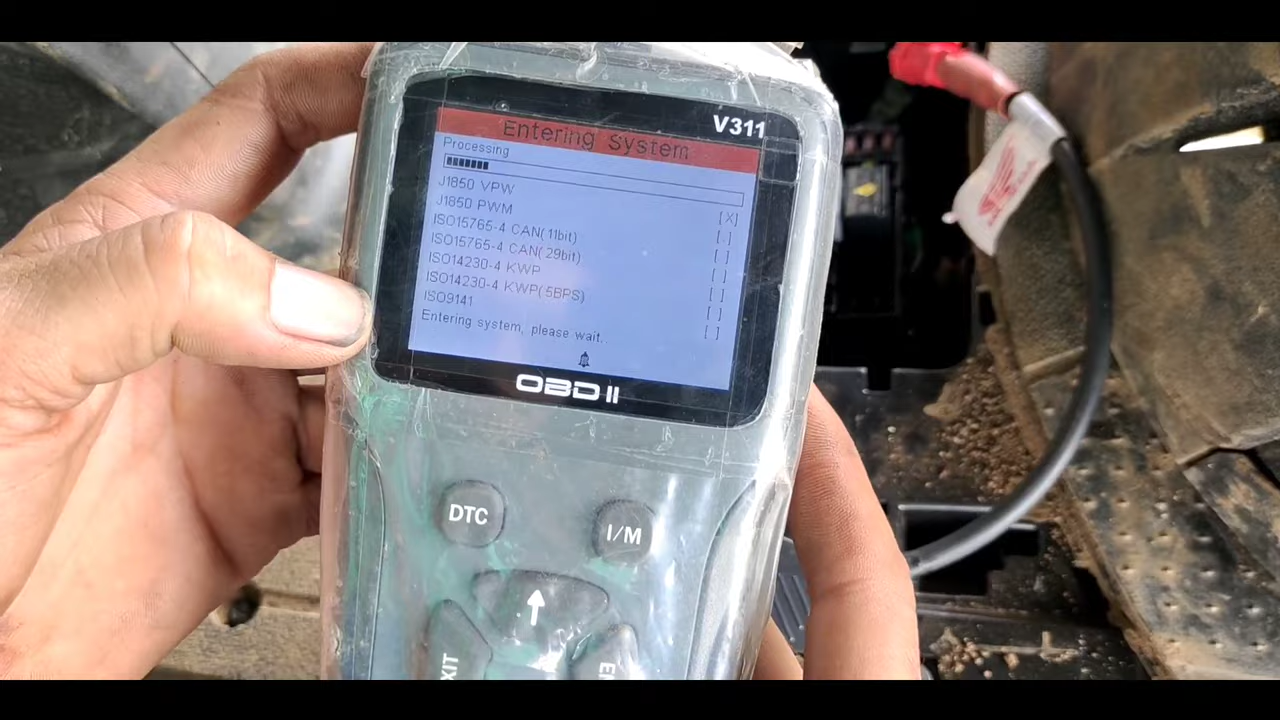 V311
Entering System
Processing
J1850 VPW [X]
J1850 PWM [.]
ISO15765-4 CAN(11bit) [ ]
ISO15765-4 CAN(29bit) [ ]
ISO14230-4 KWP [ ]
ISO14230-4 KWP(5BPS) [ ]
ISO9141 [ ]
Entering system, please wait.
OBD II
DTC
I/M